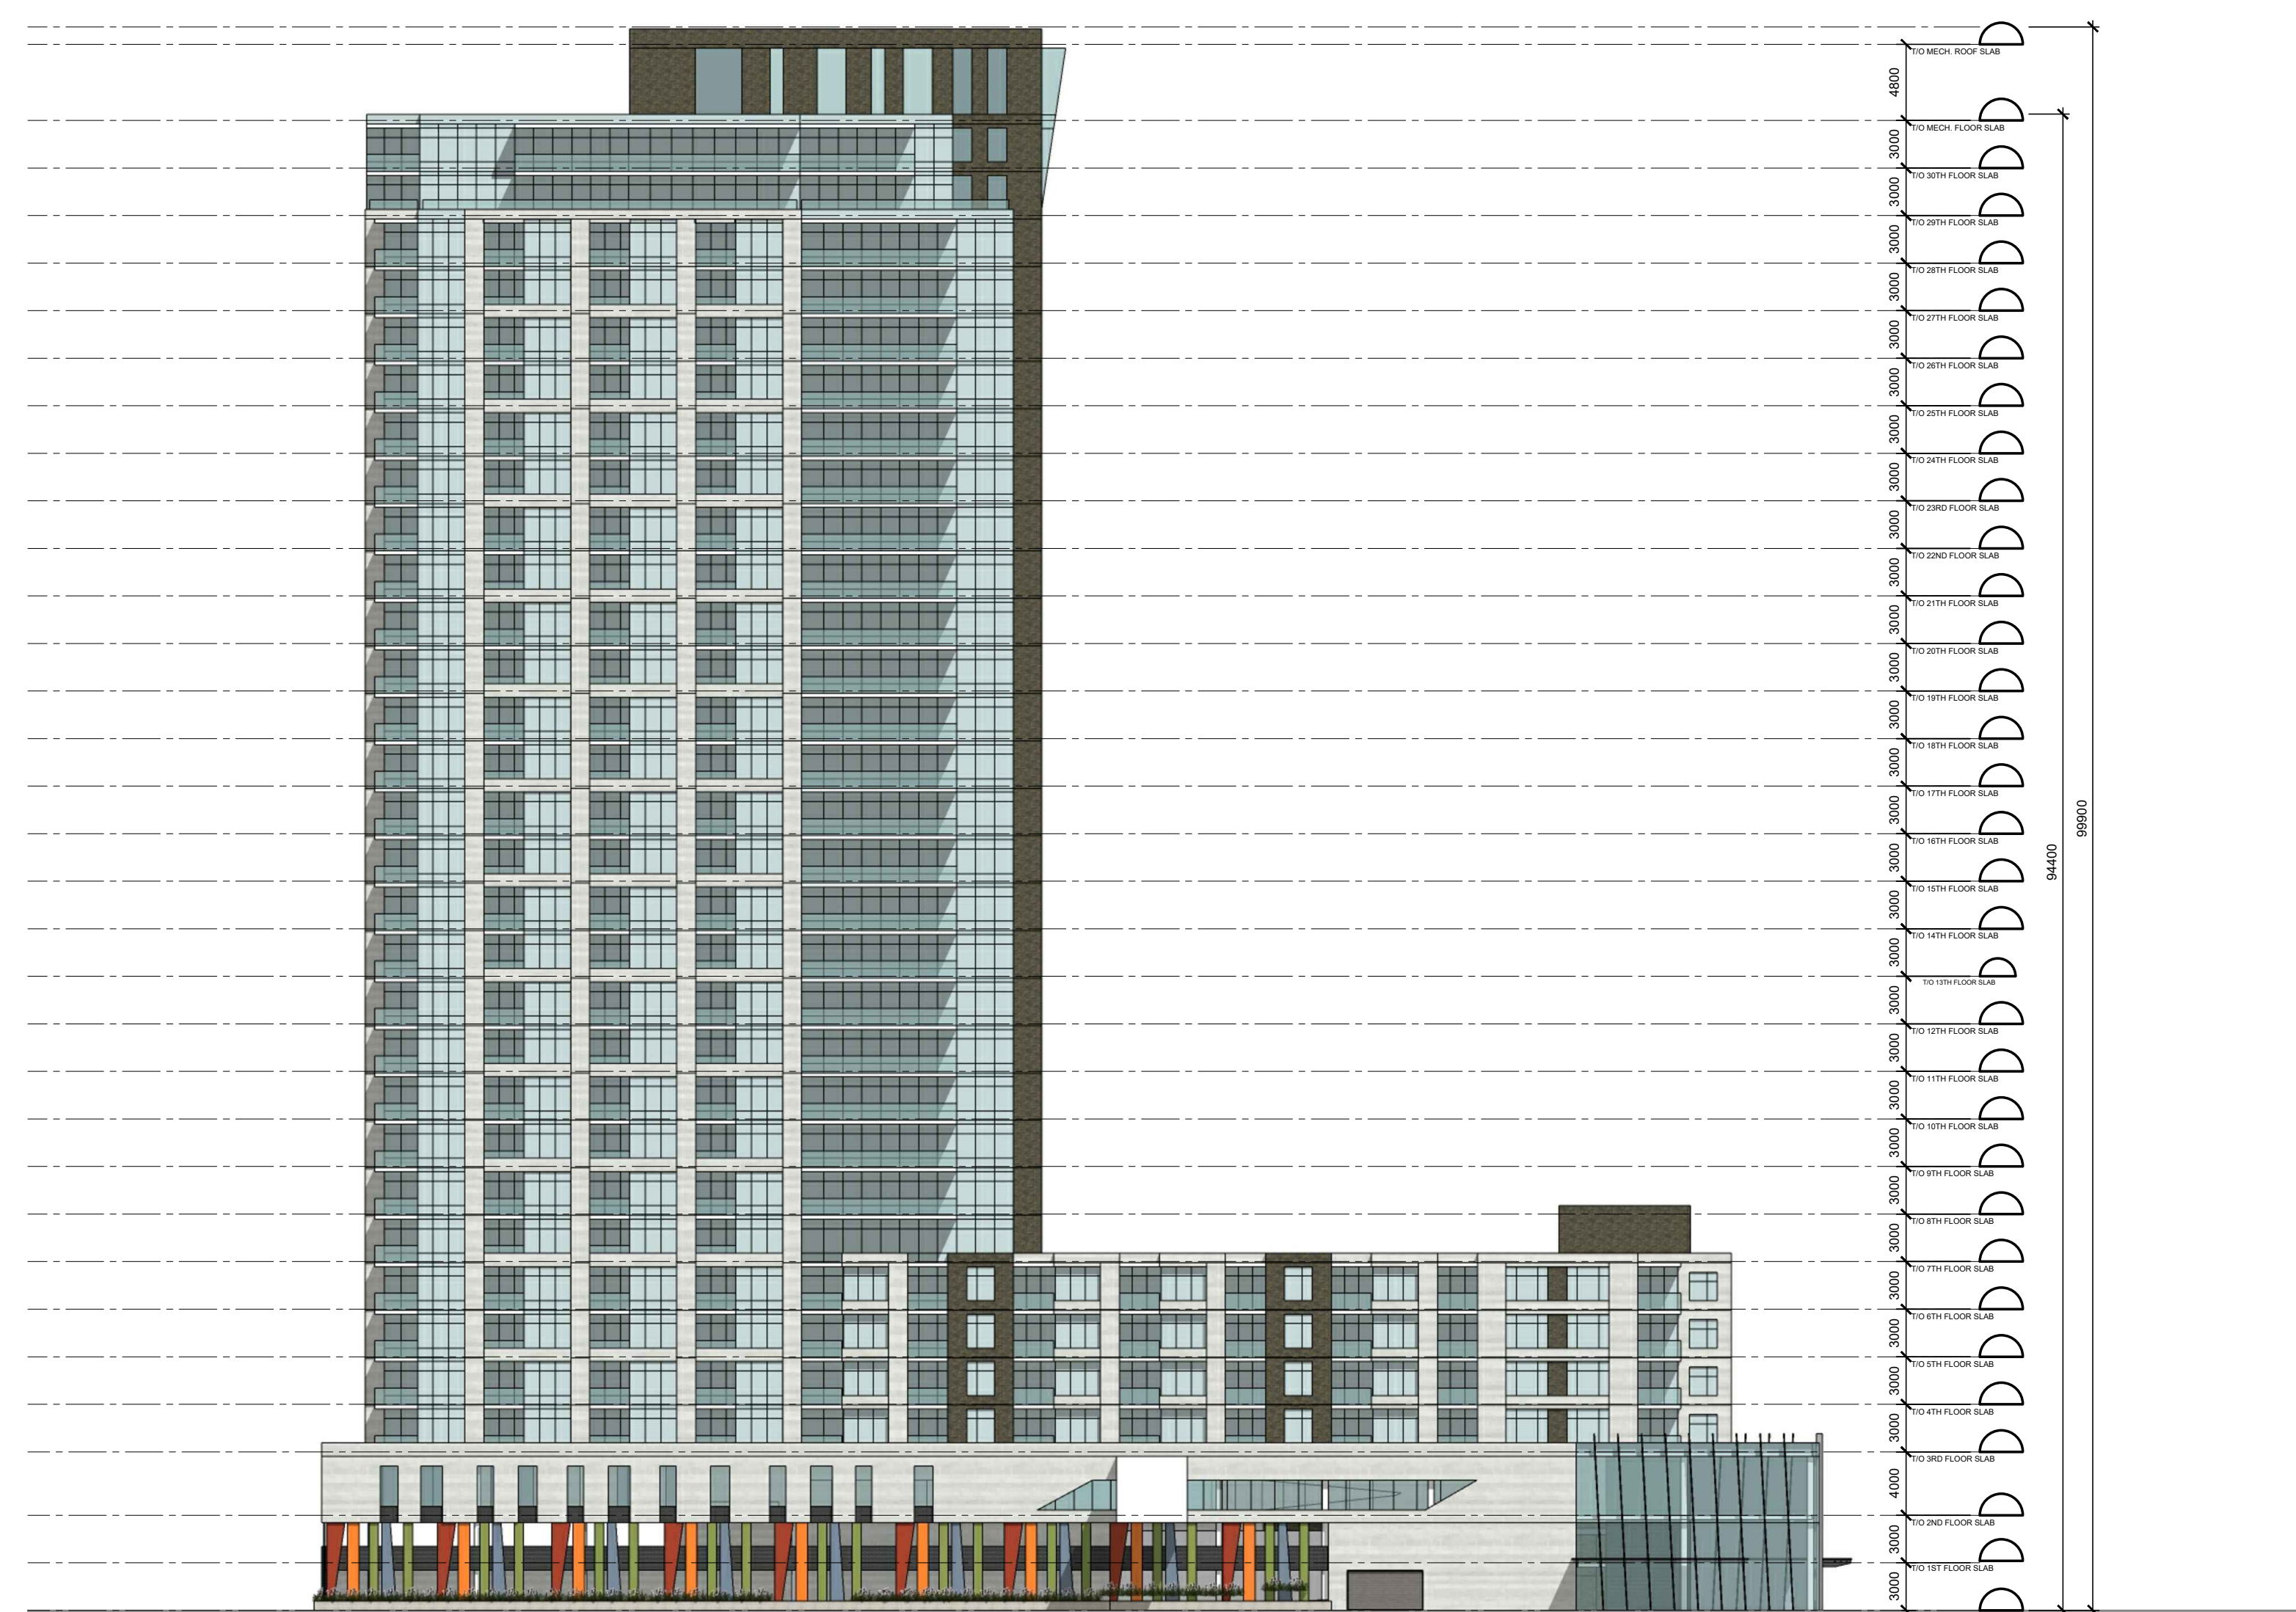 T/O MECH. ROOF SLAB
4800
T/O MECH. FLOOR SLAB
3000
T/O 30TH FLOOR SLAB
3000
T/O 29TH FLOOR SLAB
3000
T/O 28TH FLOOR SLAB
3000
T/O 27TH FLOOR SLAB
3000
T/O 26TH FLOOR SLAB
3000
T/O 25TH FLOOR SLAB
3000
T/O 24TH FLOOR SLAB
3000
T/O 23RD FLOOR SLAB
3000
T/O 22ND FLOOR SLAB
3000
T/O 21TH FLOOR SLAB
3000
T/O 20TH FLOOR SLAB
3000
T/O 19TH FLOOR SLAB
3000
T/O 18TH FLOOR SLAB
3000
T/O 17TH FLOOR SLAB
3000
T/O 16TH FLOOR SLAB
3000
T/O 15TH FLOOR SLAB
3000
T/O 14TH FLOOR SLAB
3000
T/O 13TH FLOOR SLAB
3000
T/O 12TH FLOOR SLAB
3000
T/O 11TH FLOOR SLAB
3000
T/O 10TH FLOOR SLAB
3000
T/O 9TH FLOOR SLAB
3000
T/O 8TH FLOOR SLAB
3000
T/O 7TH FLOOR SLAB
3000
T/O 6TH FLOOR SLAB
3000
T/O 5TH FLOOR SLAB
3000
T/O 4TH FLOOR SLAB
3000
T/O 3RD FLOOR SLAB
4000
T/O 2ND FLOOR SLAB
3000
T/O 1ST FLOOR SLAB
3000
94400
99900